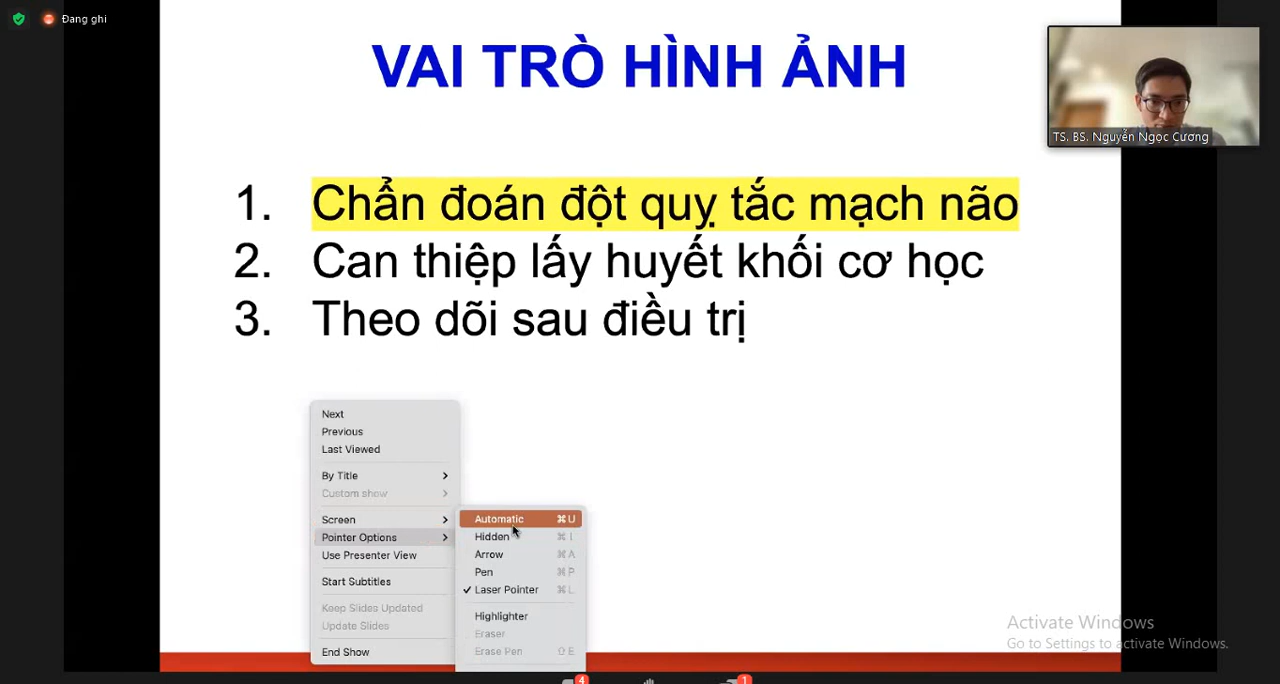 Đang ghi
VAI TRÒ HÌNH ẢNH
TS. BS. Nguyễn Ngọc Cương
1. Chẩn đoán đột quỵ tắc mạch não
2. Can thiệp lấy huyết khối cơ học
3. Theo dõi sau điều trị
Next
Previous
Last Viewed
By Title
Custom show
Screen
Pointer Options
Use Presenter View
Start Subtitles
Keep Slides Updated
Update Slides
End Show
Automatic ⌘U
Hidden ⌘I
Arrow ⌘A
Pen ⌘P
✓ Laser Pointer ⌘L
Highlighter
Eraser
Erase Pen ⇧E
Activate Windows
Go to Settings to activate Windows.
4
1